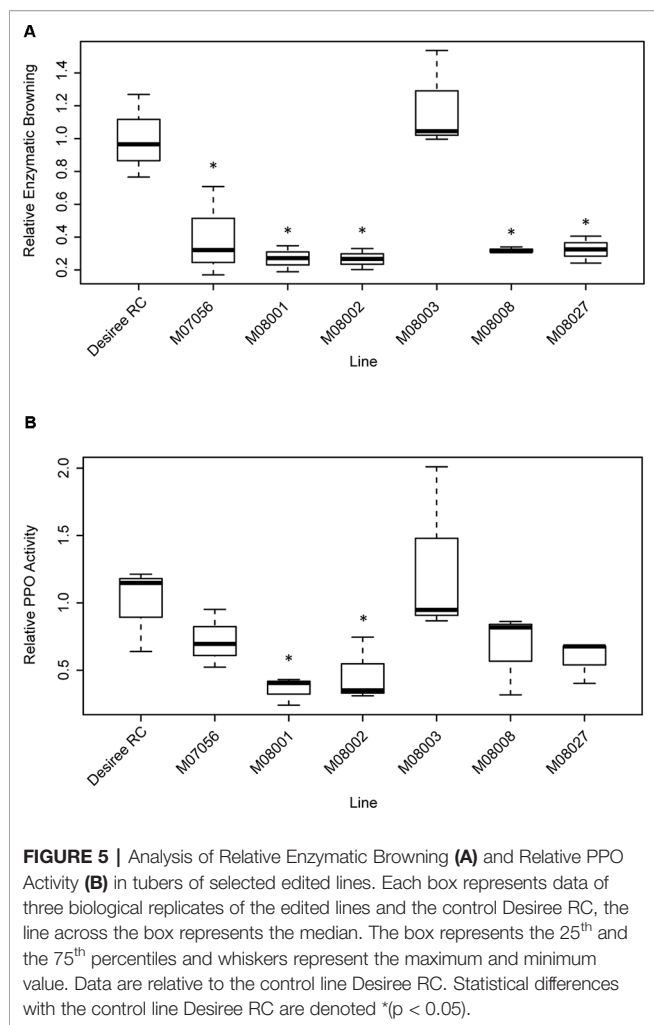 A
Relative Enzymatic Browning
1.4
1.2
1.0
0.8
0.6
0.4
0.2
*
*
*
*
*
Desiree RC
M07056
M08001
M08002
M08003
M08008
M08027
Line
B
Relative PPO Activity
2.0
1.5
1.0
0.5
*
*
Desiree RC
M07056
M08001
M08002
M08003
M08008
M08027
Line
FIGURE 5 | Analysis of Relative Enzymatic Browning (A) and Relative PPO
Activity (B) in tubers of selected edited lines. Each box represents data of
three biological replicates of the edited lines and the control Desiree RC, the
line across the box represents the median. The box represents the 25th and
the 75th percentiles and whiskers represent the maximum and minimum
value. Data are relative to the control line Desiree RC. Statistical differences
with the control line Desiree RC are denoted *(p < 0.05).